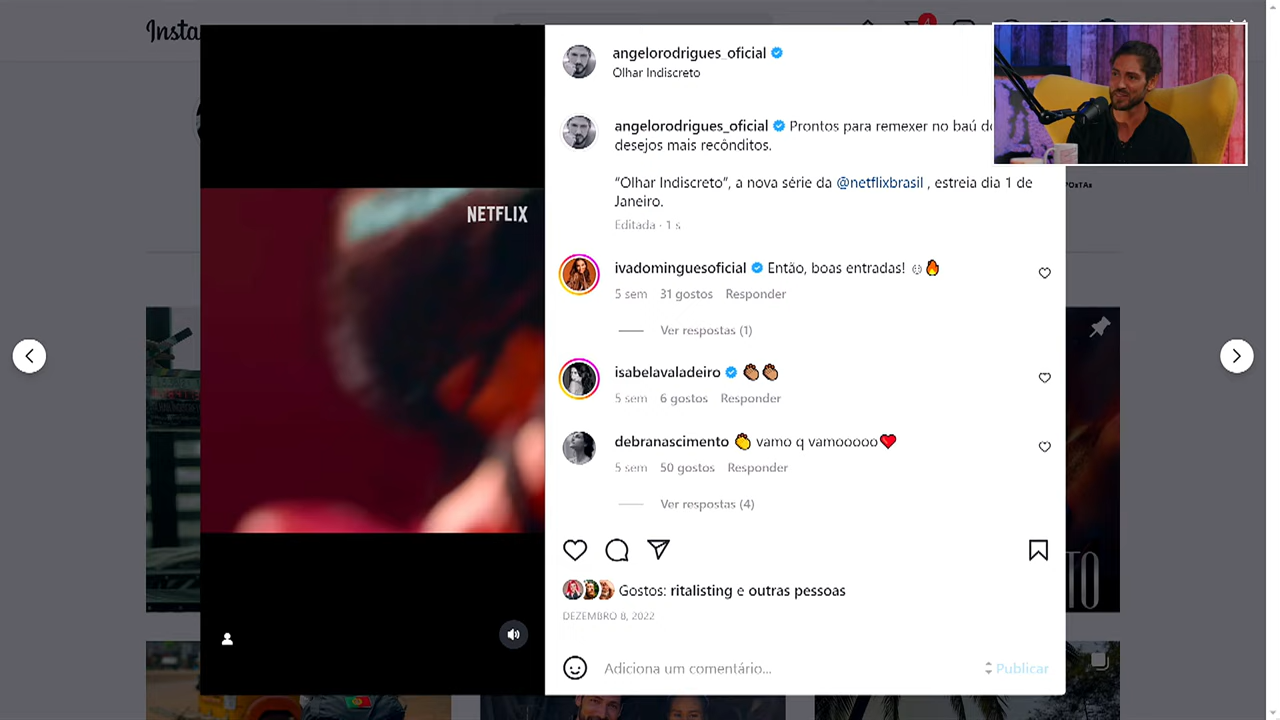 Insta
4
angelorodrigues_oficial
Olhar Indiscreto
angelorodrigues_oficial Prontos para remexer no baú d
desejos mais recônditos.
“Olhar Indiscreto”, a nova série da @netflixbrasil , estreia dia 1 de
Janeiro.
Editada · 1 s
NETFLIX
ivadominguesoficial Então, boas entradas! 🔥
5 sem 31 gostos Responder
Ver respostas (1)
isabelavaladeiro 👏🏽👏🏽
5 sem 6 gostos Responder
debranascimento 👏 vamo q vamooooo❤️
5 sem 50 gostos Responder
Ver respostas (4)
Gostos: ritalisting e outras pessoas
DEZEMBRO 8, 2022
Adiciona um comentário...
Publicar
TO